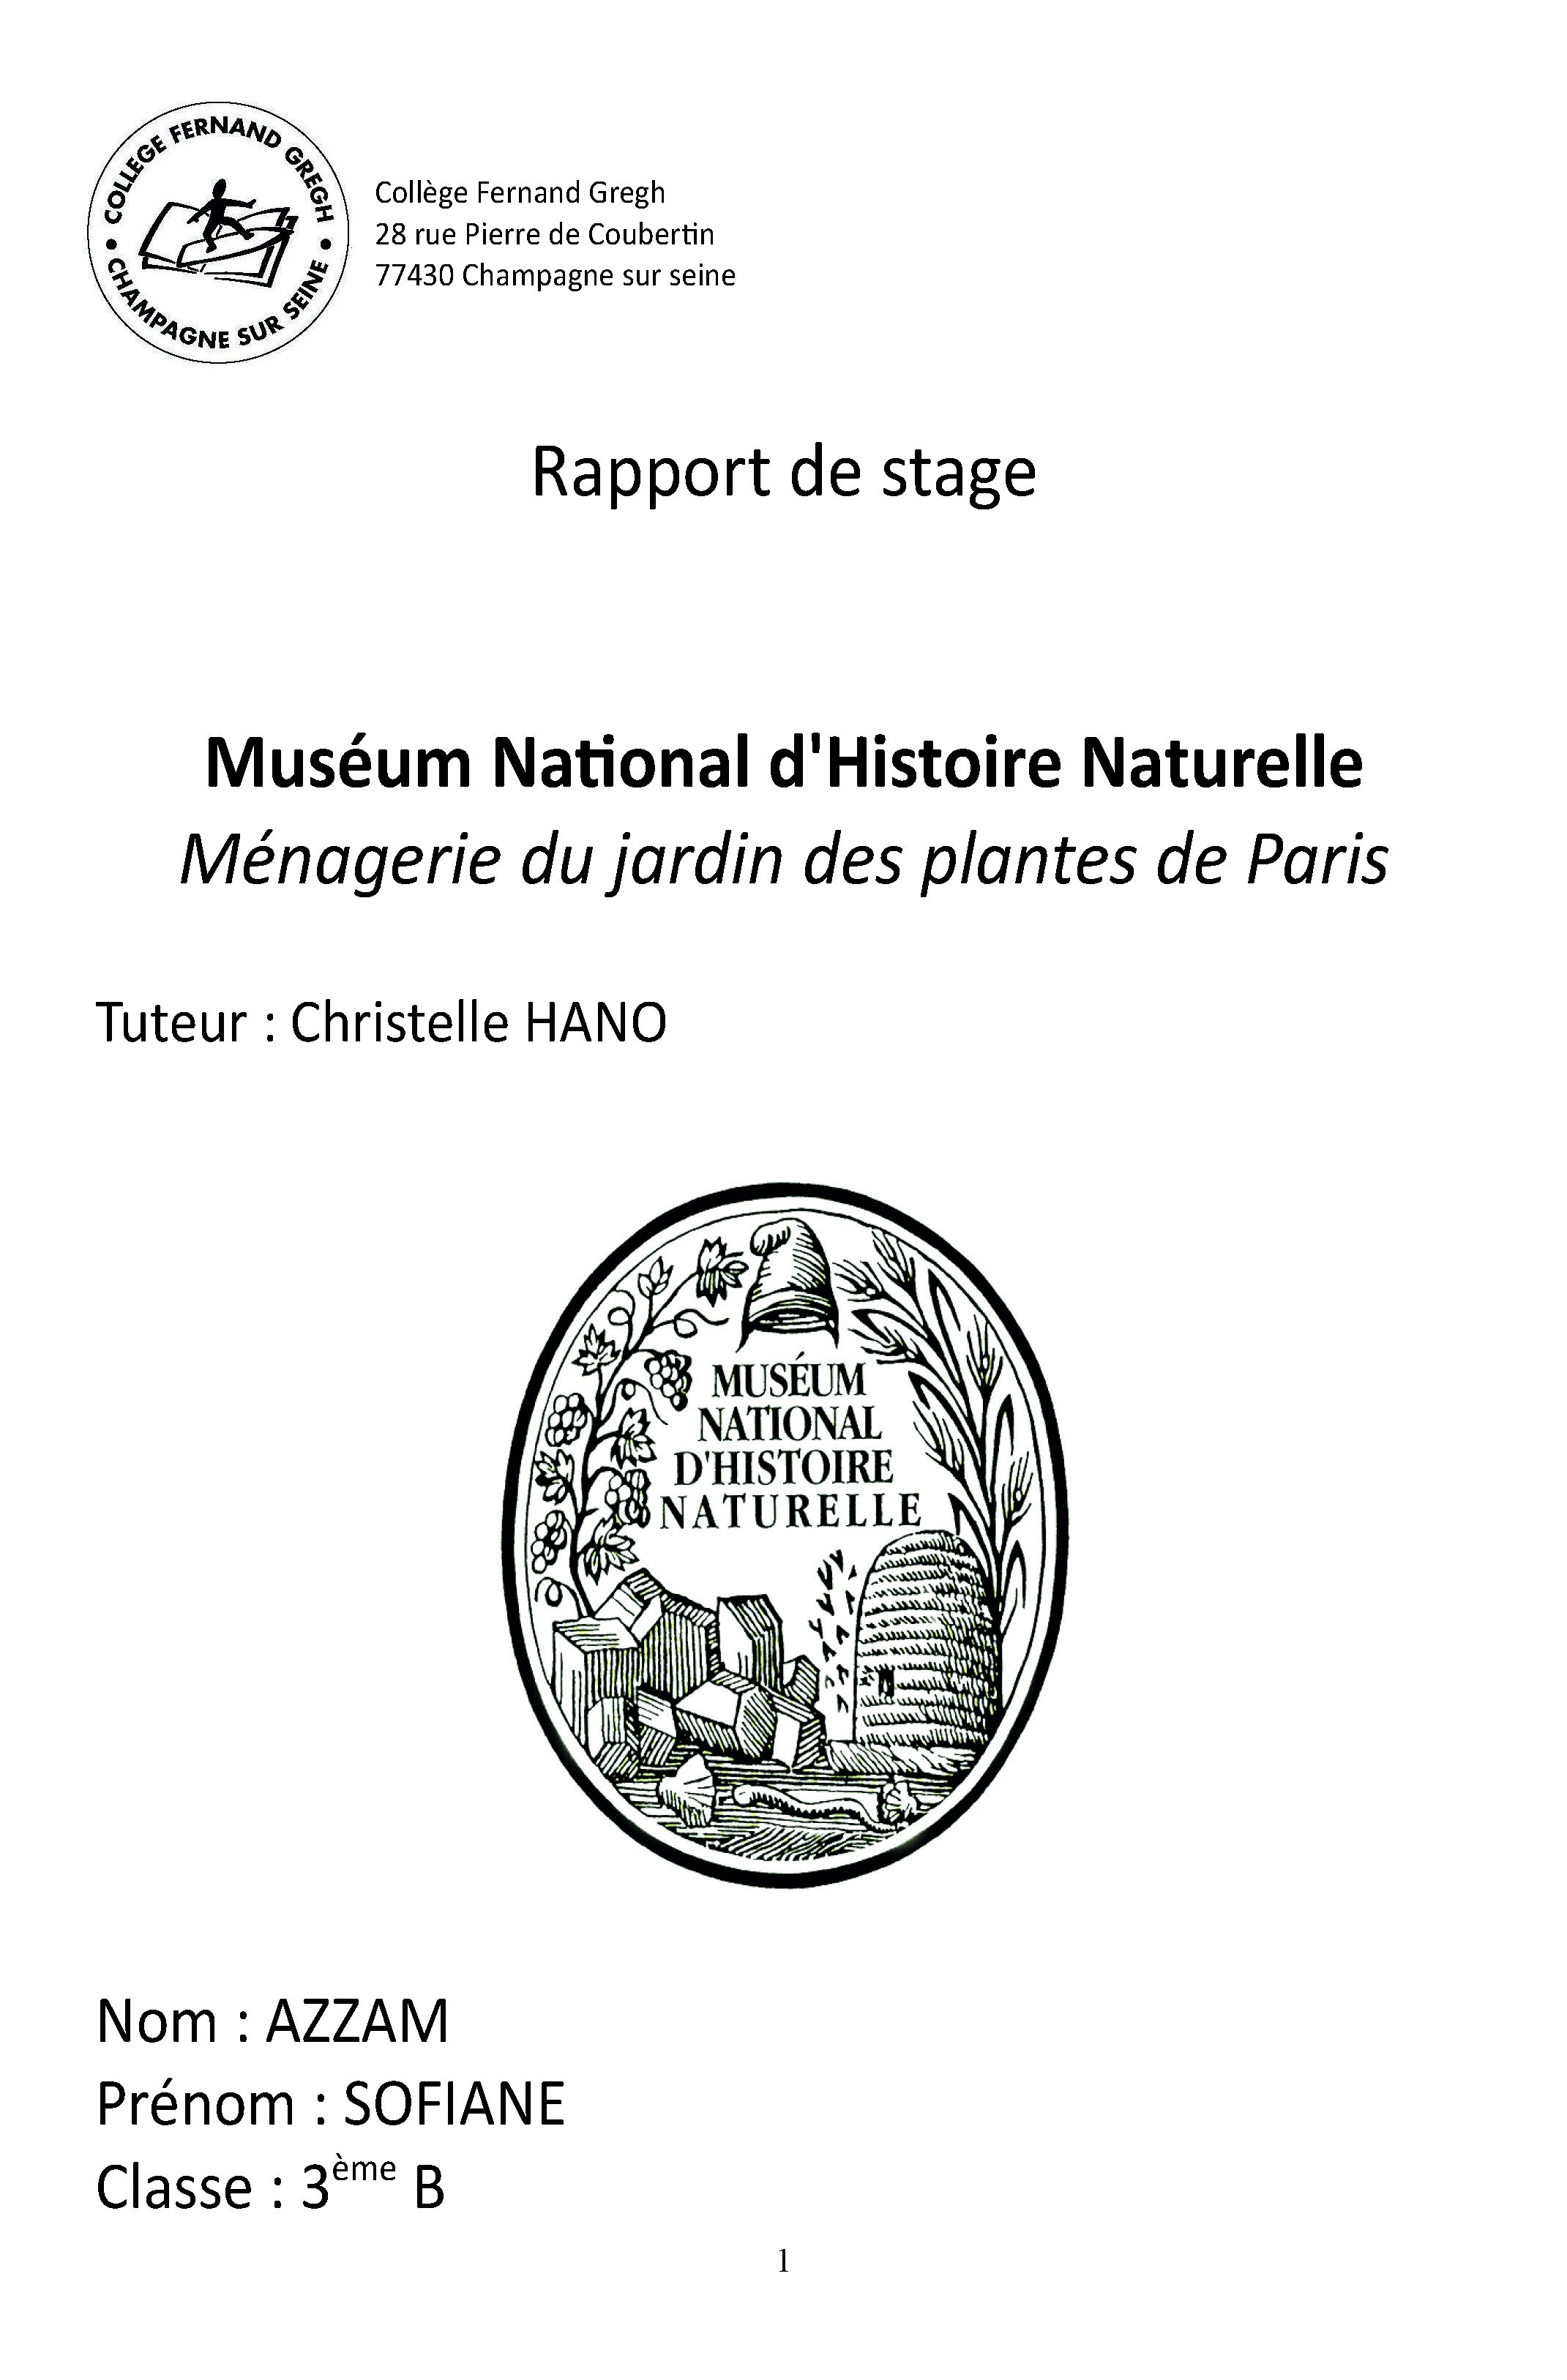 COLLEGE FERNAND GREGH
• CHAMPAGNE SUR SEINE •
Collège Fernand Gregh
28 rue Pierre de Coubertin
77430 Champagne sur seine
Rapport de stage
Muséum National d'Histoire Naturelle
Ménagerie du jardin des plantes de Paris
Tuteur : Christelle HANO
MUSÉUM
NATIONAL
D'HISTOIRE
NATURELLE
Nom : AZZAM
Prénom : SOFIANE
Classe : 3ème B
1